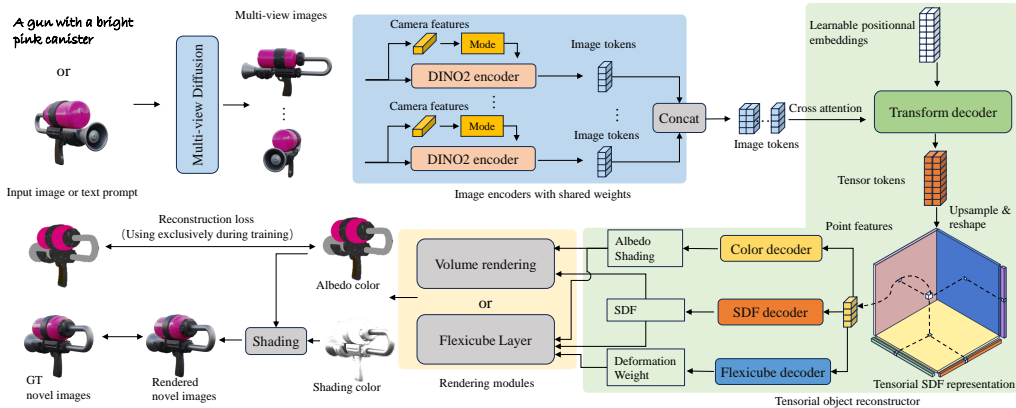 A gun with a bright
pink canister
or
Input image or text prompt
Multi-view Diffusion
Multi-view images
Camera features
Mode
DINO2 encoder
Image tokens
Camera features
Mode
DINO2 encoder
Image tokens
Concat
Image encoders with shared weights
Image tokens
Cross attention
Learnable positionnal
embeddings
Transform decoder
Tensor tokens
Upsample &
reshape
Point features
Tensorial SDF representation
Color decoder
SDF decoder
Flexicube decoder
Albedo
Shading
SDF
Deformation
Weight
Tensorial object reconstructor
Volume rendering
or
Flexicube Layer
Rendering modules
Reconstruction loss
(Using exclusively during training)
Albedo color
Shading
Shading color
GT
novel images
Rendered
novel images